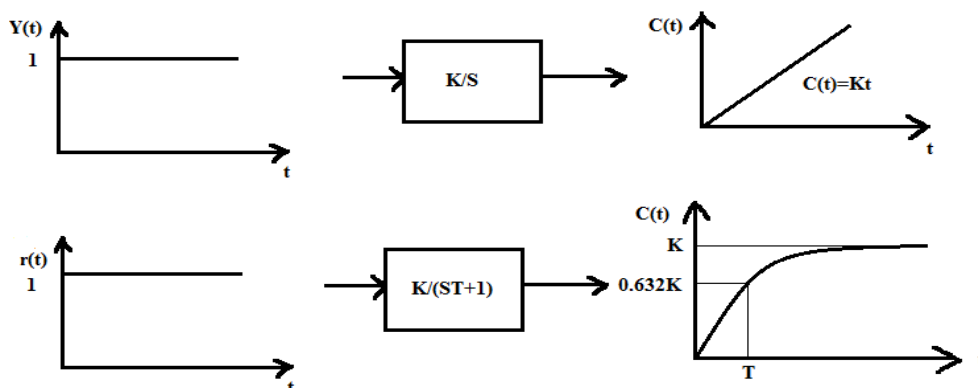 Y(t)
1
t
K/S
C(t)
C(t)=Kt
t
r(t)
1
t
K/(ST+1)
C(t)
K
0.632K
T
t